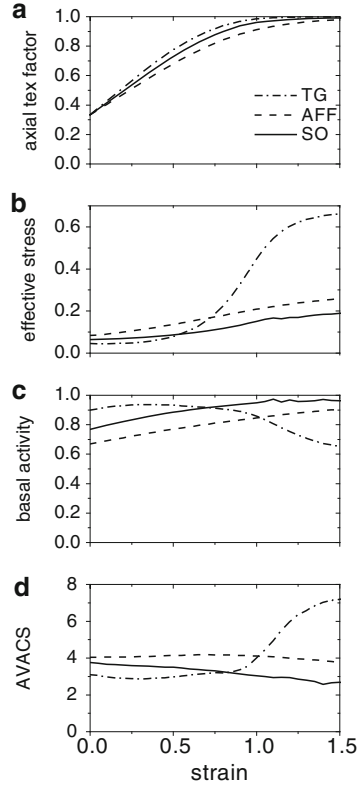 a
axial tex factor
1.0
0.8
0.6
0.4
0.2
0.0
TG
AFF
SO
b
effective stress
0.6
0.4
0.2
0.0
c
basal activity
1.0
0.8
0.6
0.4
0.2
0.0
d
AVACS
8
6
4
2
0
0.0 0.5 1.0 1.5
strain